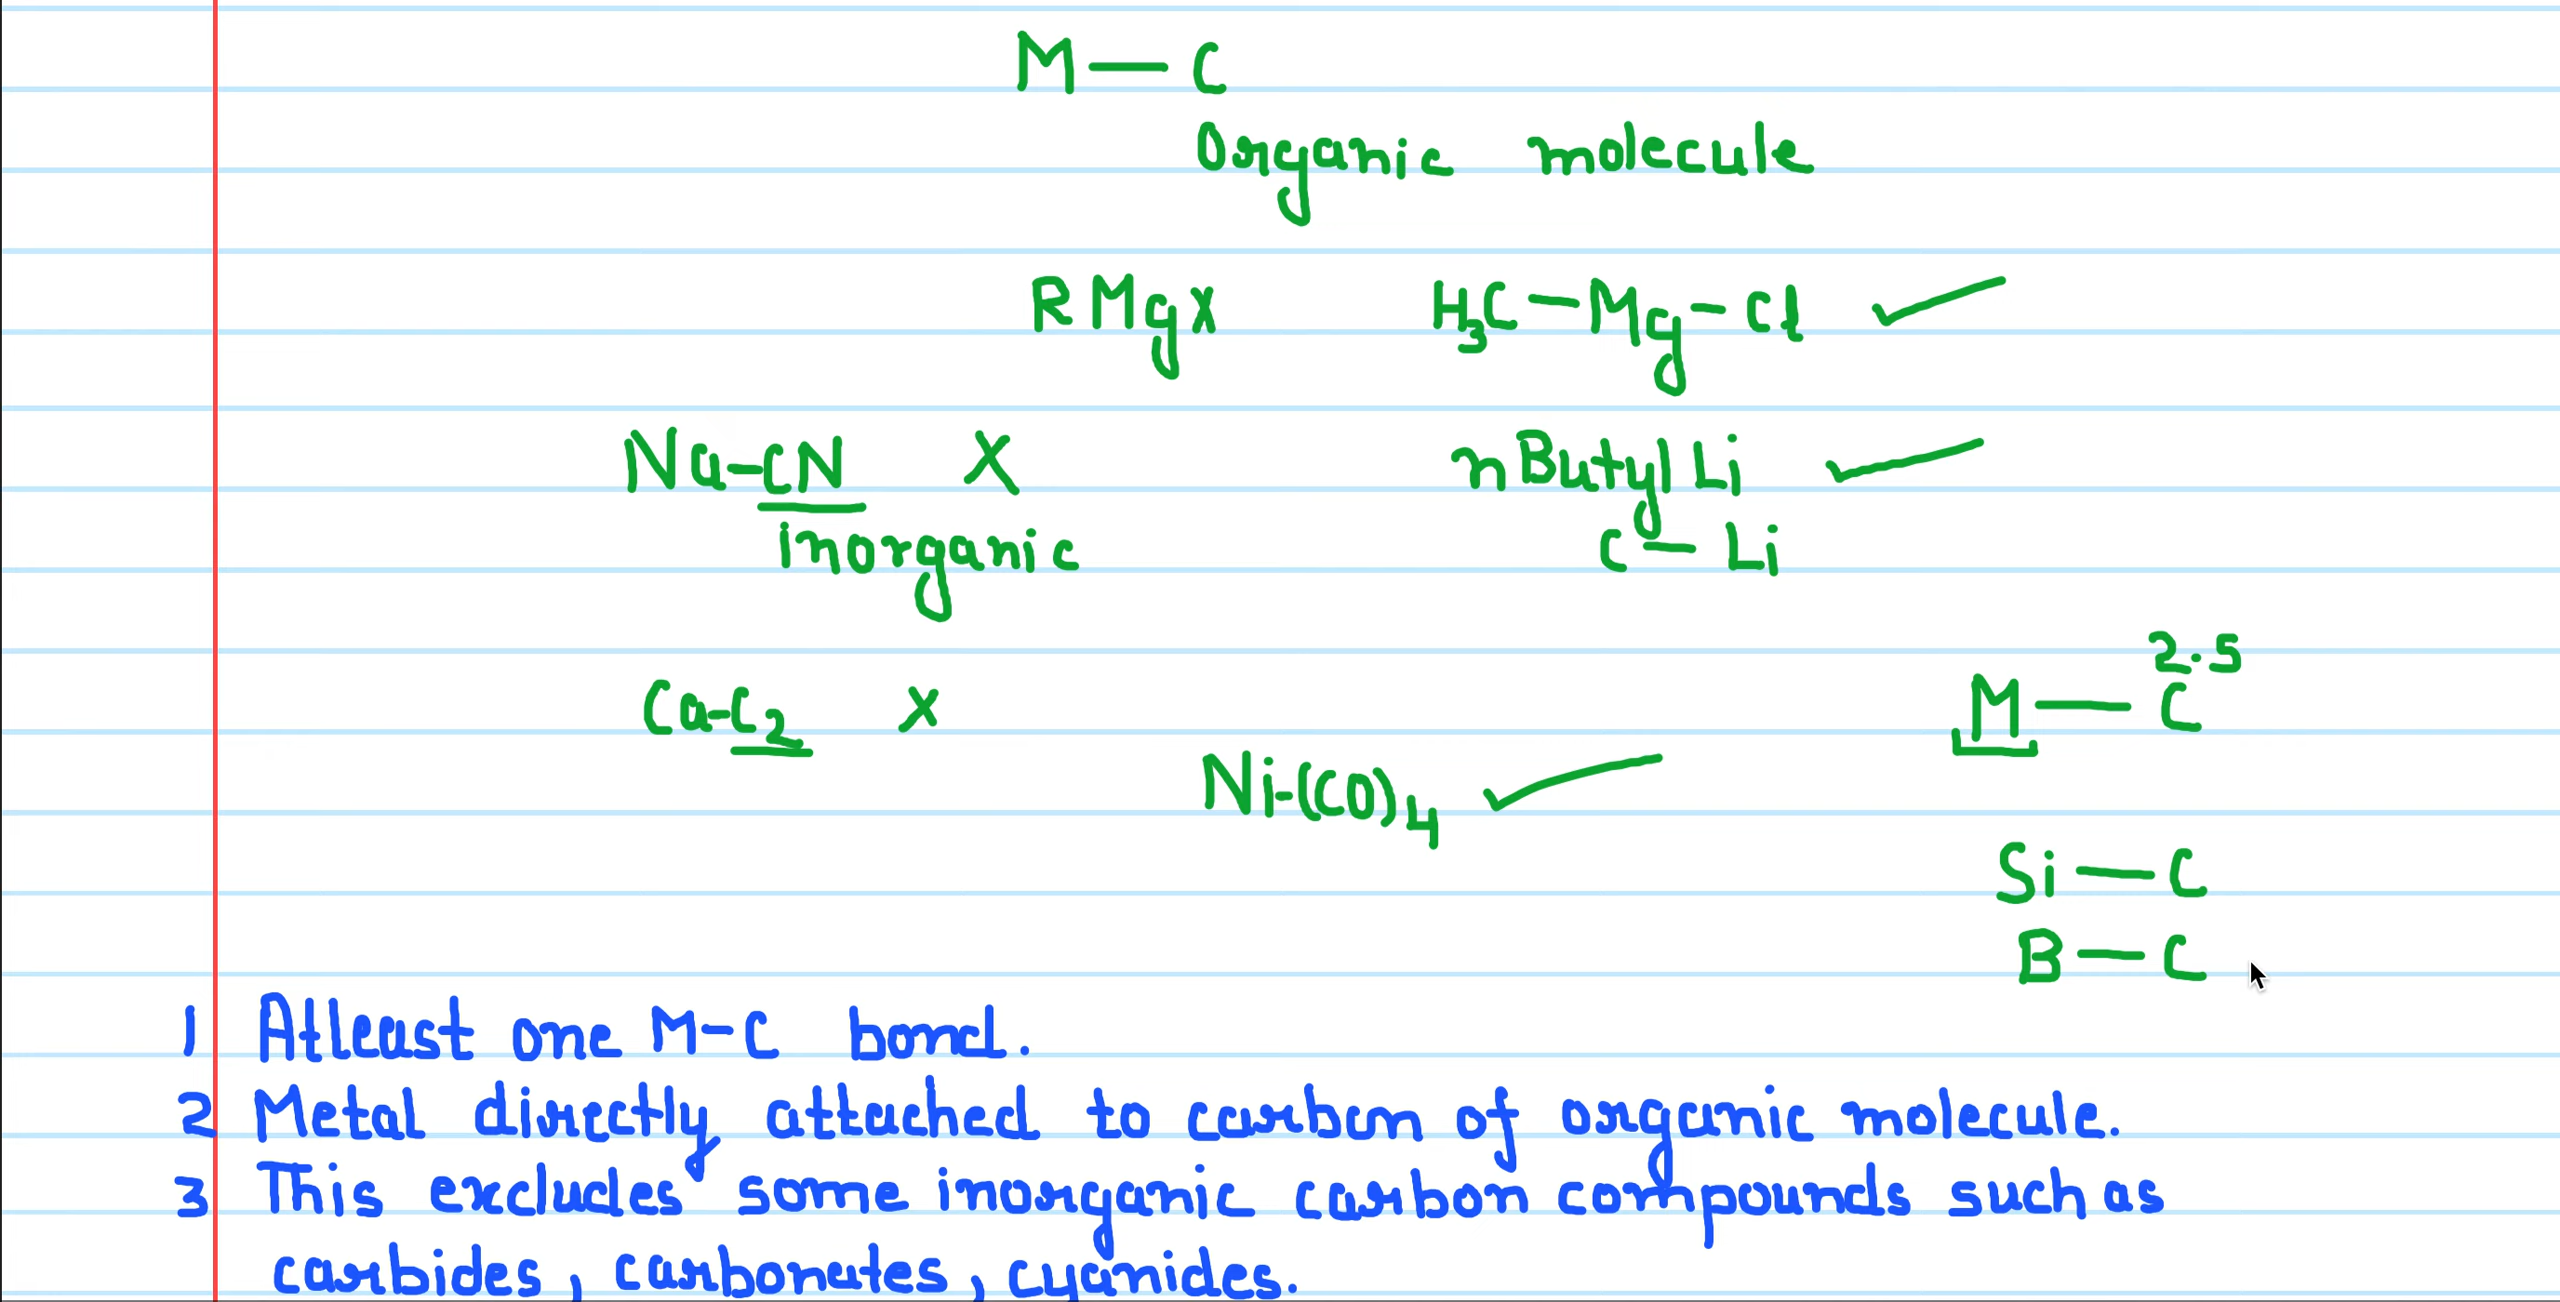 M — C
Organic molecule
RMgX H₃C — Mg — Cl ✓
Na-CN X nButyl Li ✓
inorganic C — Li
2.5
Ca-C₂ X M — C
Ni-(CO)₄ ✓
Si — C
B — C
1 Atleast one M-C bond.
2 Metal directly attached to carbon of organic molecule.
3 This excludes some inorganic carbon compounds such as
carbides, carbonates, cyanides.